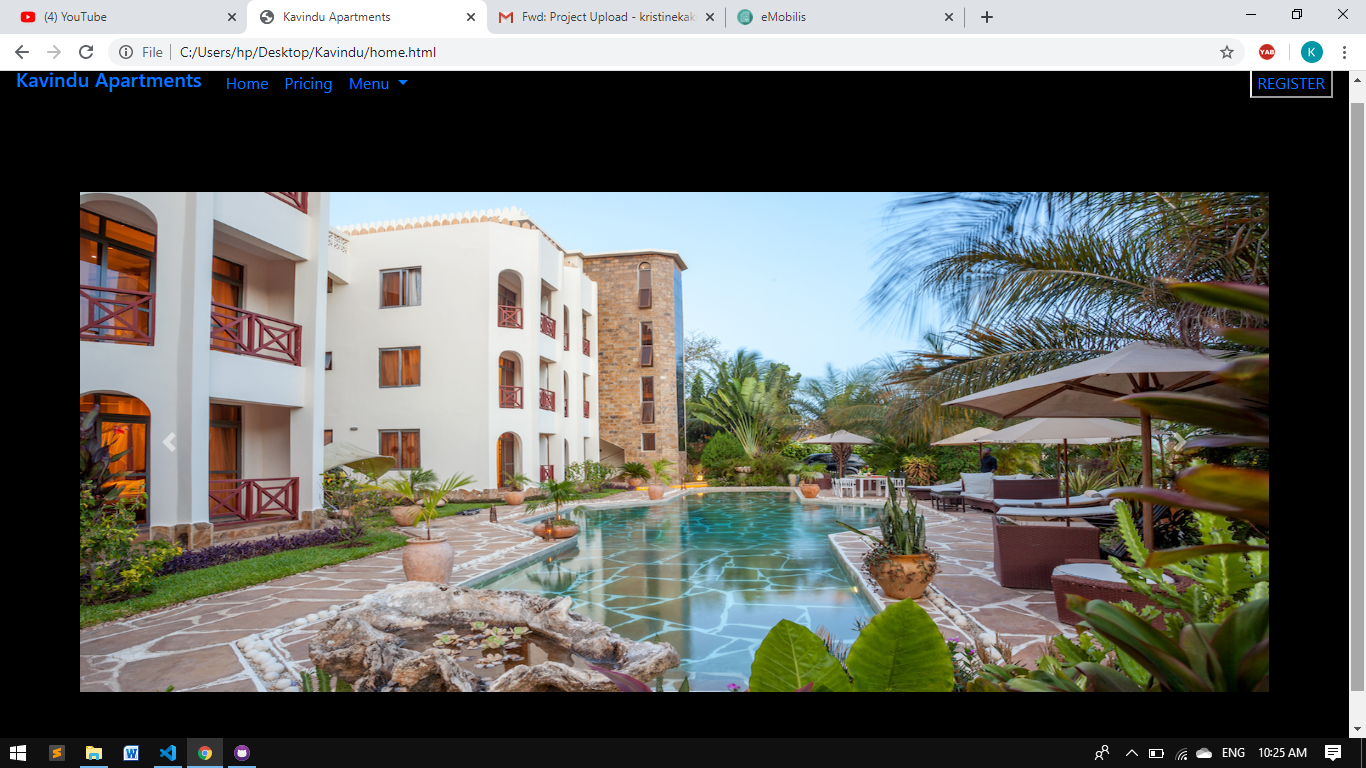 (4) YouTube
Kavindu Apartments
Fwd: Project Upload - kristinekak
eMobilis
File
C:/Users/hp/Desktop/Kavindu/home.html
YAB
K
Kavindu Apartments
Home
Pricing
Menu
REGISTER
ENG
10:25 AM